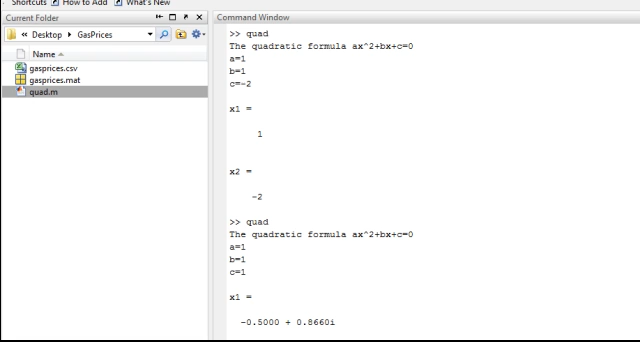 Shortcuts How to Add What's New
Current Folder
« Desktop ▸ GasPrices
Name
gasprices.csv
gasprices.mat
quad.m
Command Window
>> quad
The quadratic formula ax^2+bx+c=0
a=1
b=1
c=-2
x1 =
1
x2 =
-2
>> quad
The quadratic formula ax^2+bx+c=0
a=1
b=1
c=1
x1 =
-0.5000 + 0.8660i